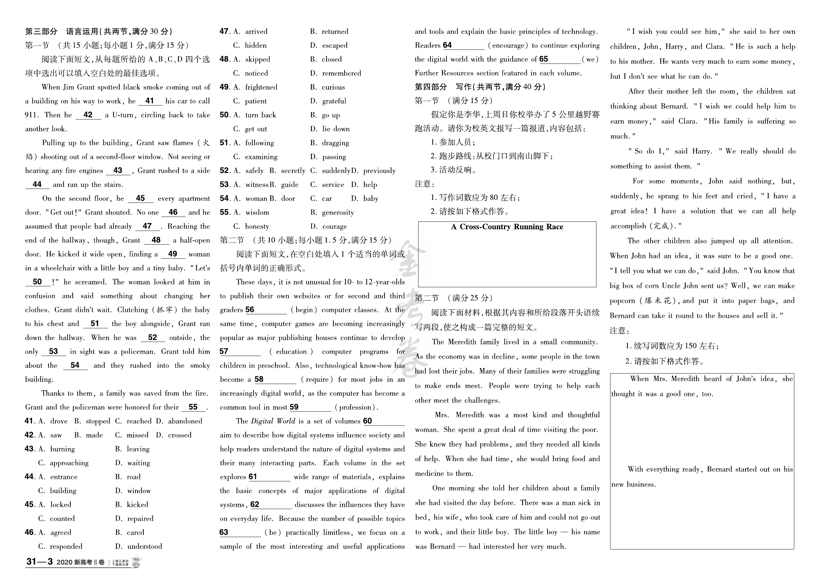 第三部分 语言运用(共两节,满分 30 分)
第一节 (共 15 小题;每小题 1 分,满分 15 分)
阅读下面短文,从每题所给的 A、B、C、D 四个选
项中选出可以填入空白处的最佳选项。
When Jim Grant spotted black smoke coming out of
a building on his way to work, he 41 his car to call
911. Then he 42 a U-turn, circling back to take
another look.
Pulling up to the building, Grant saw flames (火
焰) shooting out of a second-floor window. Not seeing or
hearing any fire engines 43 , Grant rushed to a side
44 and ran up the stairs.
On the second floor, he 45 every apartment
door. "Get out!" Grant shouted. No one 46 and he
assumed that people had already 47 . Reaching the
end of the hallway, though, Grant 48 a half-open
door. He kicked it wide open, finding a 49 woman
in a wheelchair with a little boy and a tiny baby. "Let's
50 !" he screamed. The woman looked at him in
confusion and said something about changing her
clothes. Grant didn't wait. Clutching (抓牢) the baby
to his chest and 51 the boy alongside, Grant ran
down the hallway. When he was 52 outside, the
only 53 in sight was a policeman. Grant told him
about the 54 and they rushed into the smoky
building.
Thanks to them, a family was saved from the fire.
Grant and the policeman were honored for their 55 .
41. A. drove B. stopped C. reached D. abandoned
42. A. saw B. made C. missed D. crossed
43. A. burning B. leaving
C. approaching D. waiting
44. A. entrance B. road
C. building D. window
45. A. locked B. kicked
C. counted D. repaired
46. A. agreed B. cared
C. responded D. understood
31—3 2020 新高考 Ⅱ 卷
47. A. arrived B. returned
C. hidden D. escaped
48. A. skipped B. closed
C. noticed D. remembered
49. A. frightened B. curious
C. patient D. grateful
50. A. turn back B. go up
C. get out D. lie down
51. A. following B. dragging
C. examining D. passing
52. A. safely B. secretly C. suddenly D. previously
53. A. witness B. guide C. service D. help
54. A. woman B. door C. car D. baby
55. A. wisdom B. generosity
C. honesty D. courage
第二节 (共 10 小题;每小题 1. 5 分,满分 15 分)
阅读下面短文,在空白处填入 1 个适当的单词或
括号内单词的正确形式。
These days, it is not unusual for 10- to 12-year-olds
to publish their own websites or for second and third
graders 56 (begin) computer classes. At the
same time, computer games are becoming increasingly
popular as major publishing houses continue to develop
57 (education) computer programs for
children in preschool. Also, technological know-how has
become a 58 (require) for most jobs in an
increasingly digital world, as the computer has become a
common tool in most 59 (profession).
The Digital World is a set of volumes 60
aim to describe how digital systems influence society and
help readers understand the nature of digital systems and
their many interacting parts. Each volume in the set
explores 61 wide range of materials, explains
the basic concepts of major applications of digital
systems, 62 discusses the influences they have
on everyday life. Because the number of possible topics
63 (be) practically limitless, we focus on a
sample of the most interesting and useful applications
and tools and explain the basic principles of technology.
Readers 64 (encourage) to continue exploring
the digital world with the guidance of 65 (we)
Further Resources section featured in each volume.
第四部分 写作(共两节,满分 40 分)
第一节 (满分 15 分)
假定你是李华,上周日你校举办了 5 公里越野赛
跑活动。请你为校英文报写一篇报道,内容包括:
1. 参加人员;
2. 跑步路线:从校门口到南山脚下;
3. 活动反响。
注意:
1. 写作词数应为 80 左右;
2. 请按如下格式作答。
A Cross-Country Running Race
第二节 (满分 25 分)
阅读下面材料,根据其内容和所给段落开头语续
写两段,使之构成一篇完整的短文。
The Meredith family lived in a small community.
As the economy was in decline, some people in the town
had lost their jobs. Many of their families were struggling
to make ends meet. People were trying to help each
other meet the challenges.
Mrs. Meredith was a most kind and thoughtful
woman. She spent a great deal of time visiting the poor.
She knew they had problems, and they needed all kinds
of help. When she had time, she would bring food and
medicine to them.
One morning she told her children about a family
she had visited the day before. There was a man sick in
bed, his wife, who took care of him and could not go out
to work, and their little boy. The little boy — his name
was Bernard — had interested her very much.
"I wish you could see him," she said to her own
children, John, Harry, and Clara. "He is such a help
to his mother. He wants very much to earn some money,
but I don't see what he can do."
After their mother left the room, the children sat
thinking about Bernard. "I wish we could help him to
earn money," said Clara. "His family is suffering so
much."
"So do I," said Harry. "We really should do
something to assist them."
For some moments, John said nothing, but,
suddenly, he sprang to his feet and cried, "I have a
great idea! I have a solution that we can all help
accomplish (完成)."
The other children also jumped up all attention.
When John had an idea, it was sure to be a good one.
"I tell you what we can do," said John. "You know that
big box of corn Uncle John sent us? Well, we can make
popcorn (爆米花), and put it into paper bags, and
Bernard can take it round to the houses and sell it."
注意:
1. 续写词数应为 150 左右;
2. 请按如下格式作答。
When Mrs. Meredith heard of John's idea, she
thought it was a good one, too.
With everything ready, Bernard started out on his
new business.
金考卷